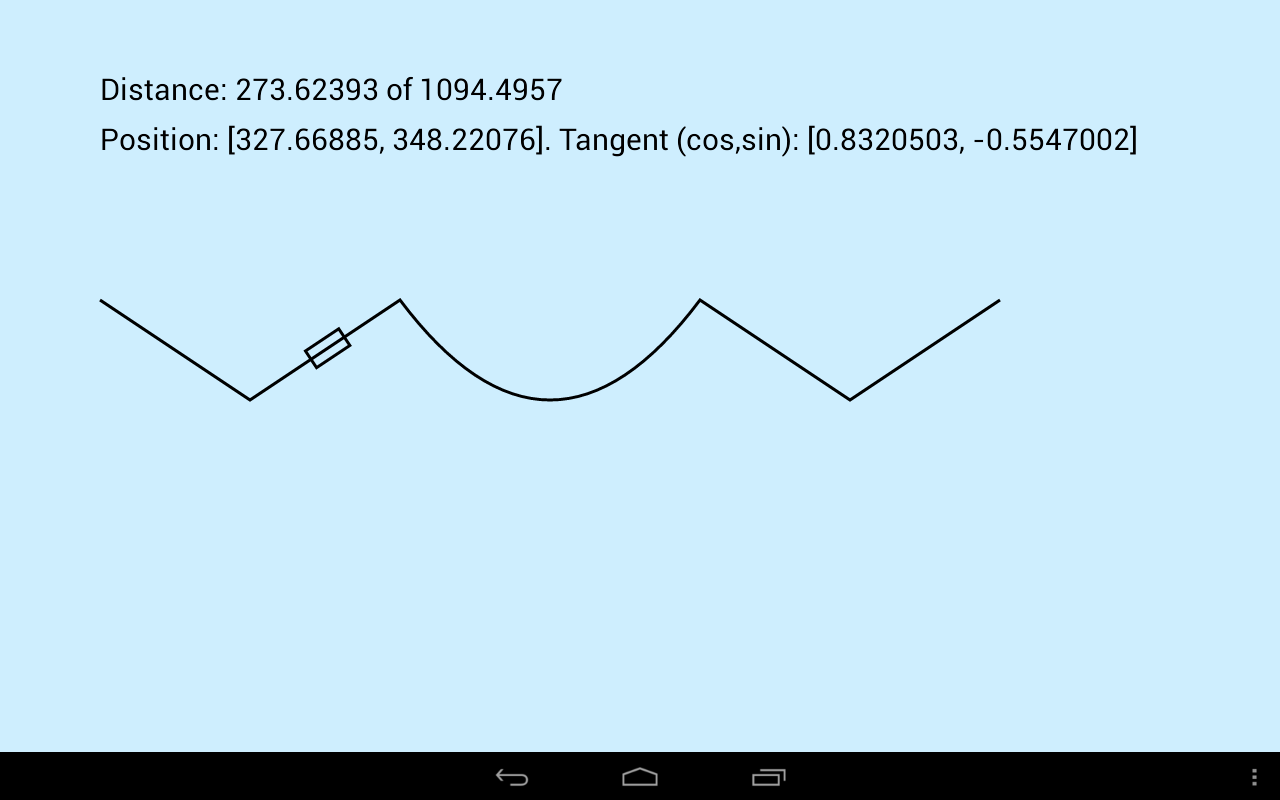 Distance: 273.62393 of 1094.4957
Position: [327.66885, 348.22076]. Tangent (cos,sin): [0.8320503, -0.5547002]